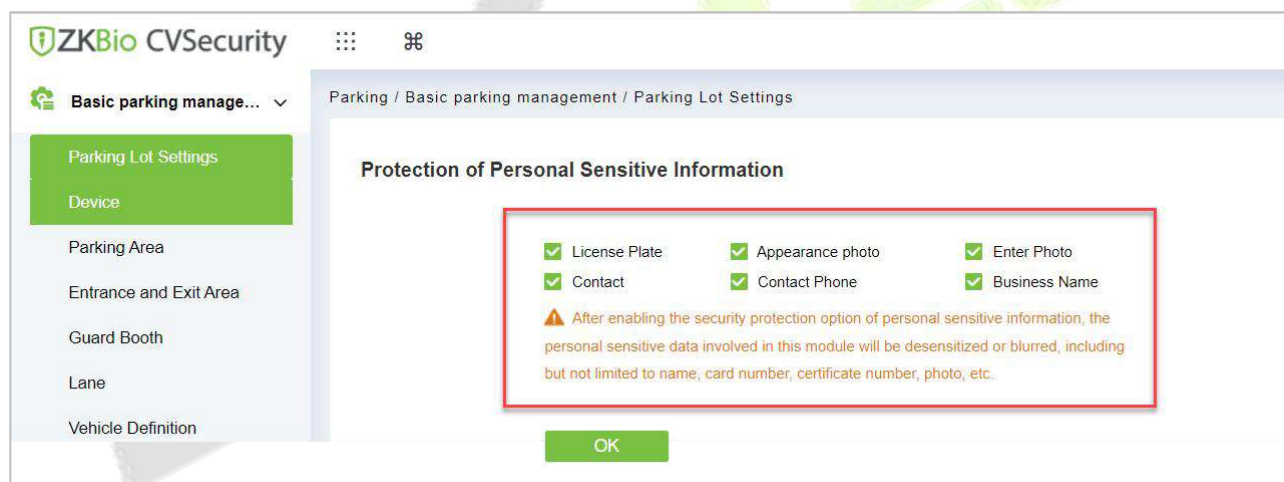 ZKBio CVSecurity
Basic parking manage...
Parking / Basic parking management / Parking Lot Settings
Parking Lot Settings
Device
Parking Area
Entrance and Exit Area
Guard Booth
Lane
Vehicle Definition
Protection of Personal Sensitive Information
License Plate Appearance photo Enter Photo
Contact Contact Phone Business Name
After enabling the security protection option of personal sensitive information, the
personal sensitive data involved in this module will be desensitized or blurred, including
but not limited to name, card number, certificate number, photo, etc.
OK